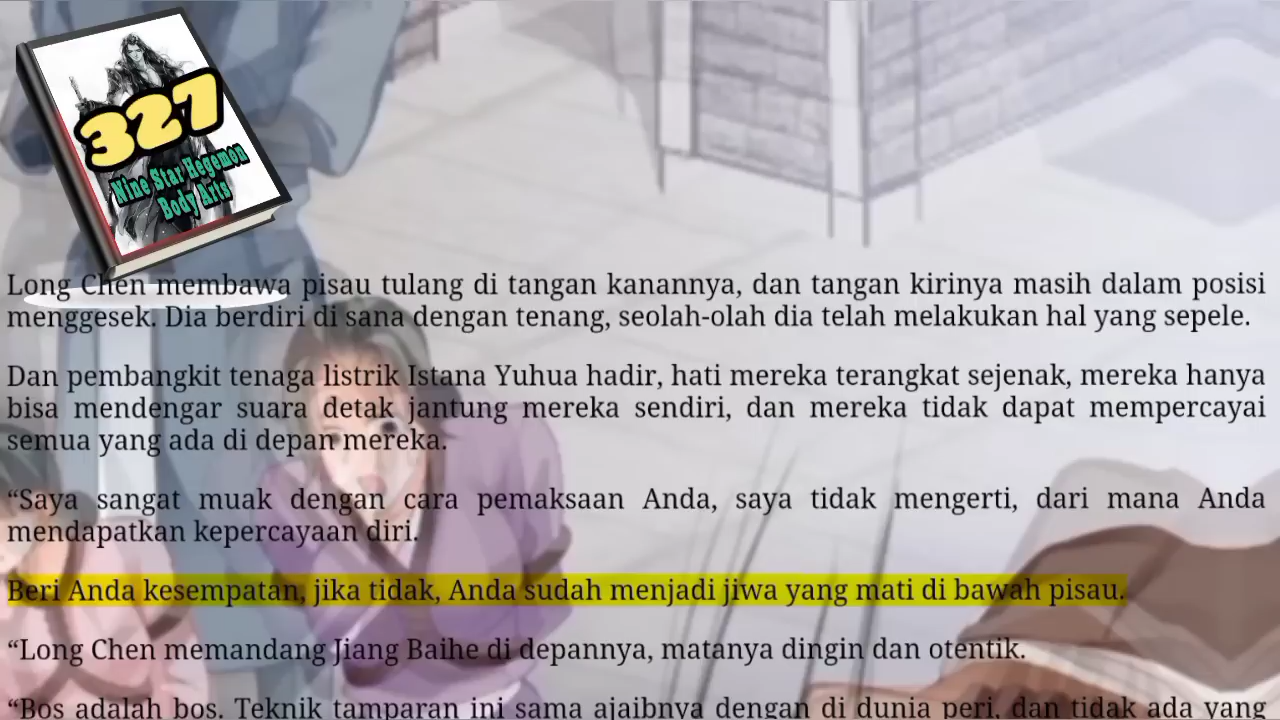 327
Nine Star Hegemon
Body Arts
Long Chen membawa pisau tulang di tangan kanannya, dan tangan kirinya masih dalam posisi
menggesek. Dia berdiri di sana dengan tenang, seolah-olah dia telah melakukan hal yang sepele.
Dan pembangkit tenaga listrik Istana Yuhua hadir, hati mereka terangkat sejenak, mereka hanya
bisa mendengar suara detak jantung mereka sendiri, dan mereka tidak dapat mempercayai
semua yang ada di depan mereka.
“Saya sangat muak dengan cara pemaksaan Anda, saya tidak mengerti, dari mana Anda
mendapatkan kepercayaan diri.
Beri Anda kesempatan, jika tidak, Anda sudah menjadi jiwa yang mati di bawah pisau.
“Long Chen memandang Jiang Baihe di depannya, matanya dingin dan otentik.
“Bos adalah bos. Teknik tamparan ini sama ajaibnya dengan di dunia peri, dan tidak ada yang